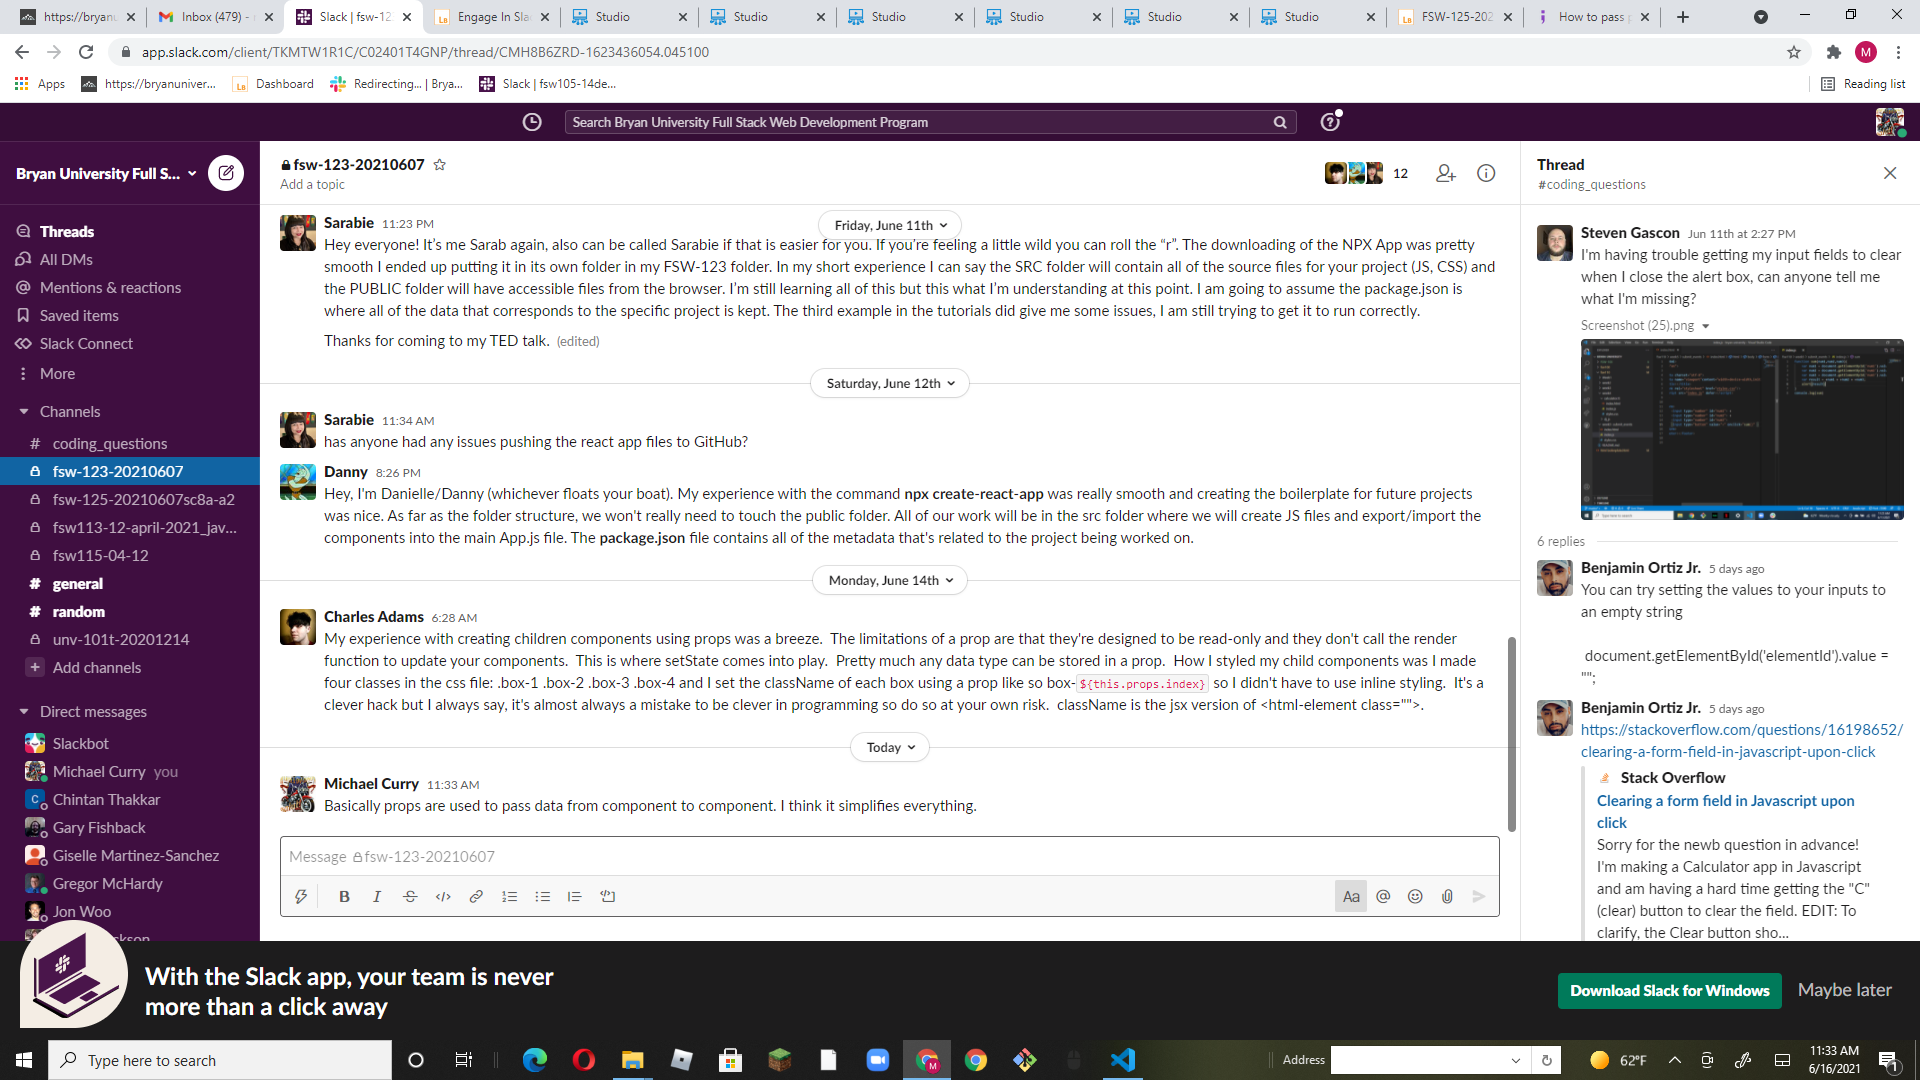 https://bryanu
Inbox (479) -
Slack | fsw-12
Engage In Sla
Studio
Studio
Studio
Studio
Studio
Studio
FSW-125-202
How to pass p
app.slack.com/client/TKMTW1R1C/C02401T4GNP/thread/CMH8B6ZRD-1623436054.045100
M
Apps
https://bryanuniver...
Dashboard
Redirecting... | Brya...
Slack | fsw105-14de...
Reading list
Search Bryan University Full Stack Web Development Program
Bryan University Full S...
Threads
All DMs
Mentions & reactions
Saved items
Slack Connect
More
Channels
# coding_questions
fsw-123-20210607
fsw-125-20210607sc8a-a2
fsw113-12-april-2021_jav...
fsw115-04-12
# general
# random
unv-101t-20201214
+ Add channels
Direct messages
Slackbot
Michael Curry you
Chintan Thakkar
Gary Fishback
Giselle Martinez-Sanchez
Gregor McHardy
Jon Woo
fsw-123-20210607
Add a topic
12
Friday, June 11th
Sarabie 11:23 PM
Hey everyone! It's me Sarab again, also can be called Sarabie if that is easier for you. If you're feeling a little wild you can roll the “r”. The downloading of the NPX App was pretty
smooth I ended up putting it in its own folder in my FSW-123 folder. In my short experience I can say the SRC folder will contain all of the source files for your project (JS, CSS) and
the PUBLIC folder will have accessible files from the browser. I'm still learning all of this but this what I'm understanding at this point. I am going to assume the package.json is
where all of the data that corresponds to the specific project is kept. The third example in the tutorials did give me some issues, I am still trying to get it to run correctly.
Thanks for coming to my TED talk. (edited)
Saturday, June 12th
Sarabie 11:34 AM
has anyone had any issues pushing the react app files to GitHub?
Danny 8:26 PM
Hey, I'm Danielle/Danny (whichever floats your boat). My experience with the command npx create-react-app was really smooth and creating the boilerplate for future projects
was nice. As far as the folder structure, we won't really need to touch the public folder. All of our work will be in the src folder where we will create JS files and export/import the
components into the main App.js file. The package.json file contains all of the metadata that's related to the project being worked on.
Monday, June 14th
Charles Adams 6:28 AM
My experience with creating children components using props was a breeze. The limitations of a prop are that they're designed to be read-only and they don't call the render
function to update your components. This is where setState comes into play. Pretty much any data type can be stored in a prop. How I styled my child components was I made
four classes in the css file: .box-1 .box-2 .box-3 .box-4 and I set the className of each box using a prop like so box-${this.props.index} so I didn't have to use inline styling. It's a
clever hack but I always say, it's almost always a mistake to be clever in programming so do so at your own risk. className is the jsx version of <html-element class="">.
Today
Michael Curry 11:33 AM
Basically props are used to pass data from component to component. I think it simplifies everything.
Message fsw-123-20210607
B
I
Aa
Thread
#coding_questions
Steven Gascon Jun 11th at 2:27 PM
I'm having trouble getting my input fields to clear
when I close the alert box, can anyone tell me
what I'm missing?
Screenshot (25).png
6 replies
Benjamin Ortiz Jr. 5 days ago
You can try setting the values to your inputs to
an empty string
document.getElementById('elementId').value =
"";
Benjamin Ortiz Jr. 5 days ago
https://stackoverflow.com/questions/16198652/
clearing-a-form-field-in-javascript-upon-click
Stack Overflow
Clearing a form field in Javascript upon
click
Sorry for the newb question in advance!
I'm making a Calculator app in Javascript
and am having a hard time getting the "C"
(clear) button to clear the field. EDIT: To
clarify, the Clear button sho...
With the Slack app, your team is never
more than a click away
Download Slack for Windows
Maybe later
Type here to search
Address
62°F
11:33 AM
6/16/2021
1